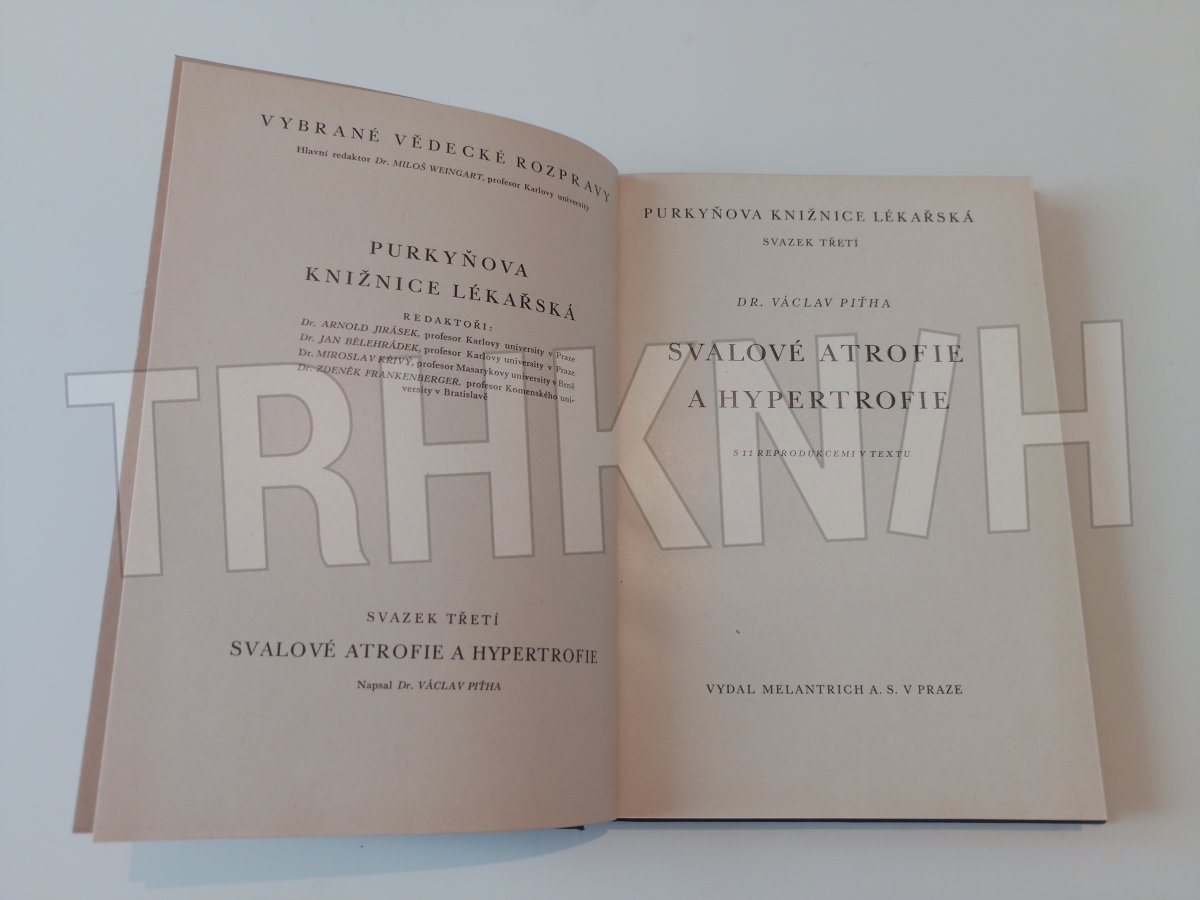 VYBRANÉ VĚDECKÉ ROZPRAVY
Hlavní redaktor Dr. MILOŠ WEINGART, profesor Karlovy university
PURKYŇOVA
KNIŽNICE LÉKAŘSKÁ
REDAKTOŘI:
Dr. ARNOLD JIRÁSEK, profesor Karlovy university v Praze
Dr. JAN BĚLEHRÁDEK, profesor Karlovy university v Praze
Dr. MIROSLAV KŘIVÝ, profesor Masarykovy university v Brně
Dr. ZDENĚK FRANKENBERGER, profesor Komenského uni-
versity v Bratislavě
SVAZEK TŘETÍ
SVALOVÉ ATROFIE A HYPERTROFIE
Napsal Dr. VÁCLAV PIŤHA
PURKYŇOVA KNIŽNICE LÉKAŘSKÁ
SVAZEK TŘETÍ
DR. VÁCLAV PIŤHA
SVALOVÉ ATROFIE
A HYPERTROFIE
S 11 REPRODUKCEMI V TEXTU
VYDAL MELANTRICH A. S. V PRAZE
TRHKNIH